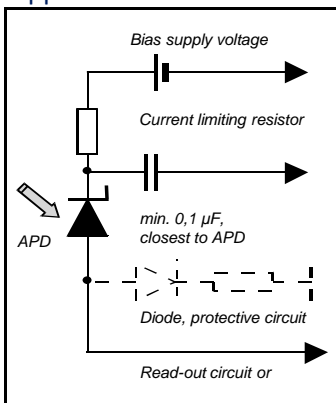 Bias supply voltage
Current limiting resistor
min. 0,1 µF,
closest to APD
APD
Diode, protective circuit
Read-out circuit or